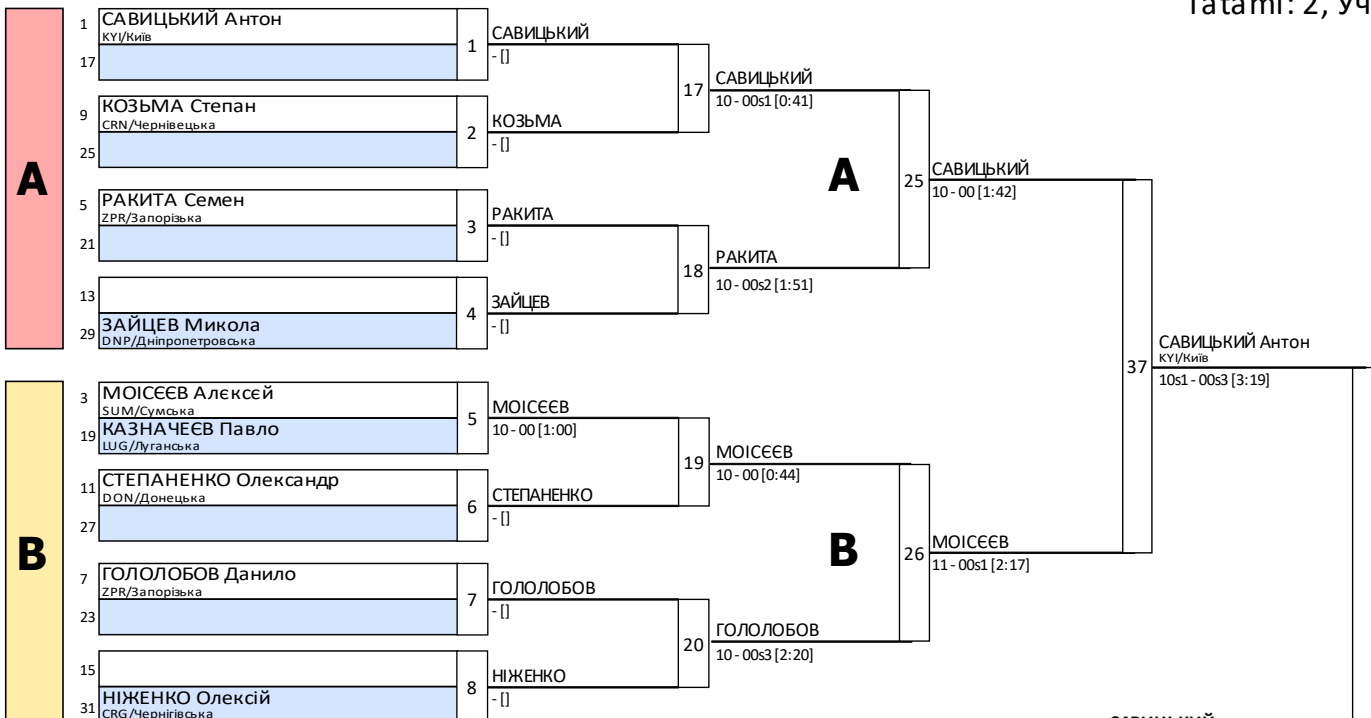 Tatami: 2, Уч
A
1 САВИЦЬКИЙ Антон
KYI/Київ
17
1
САВИЦЬКИЙ
- []
9 КОЗЬМА Степан
CRN/Чернівецька
25
2
КОЗЬМА
- []
17
САВИЦЬКИЙ
10 - 00s1 [0:41]
5 РАКИТА Семен
ZPR/Запорізька
21
3
РАКИТА
- []
13
29 ЗАЙЦЕВ Микола
DNP/Дніпропетровська
4
ЗАЙЦЕВ
- []
18
РАКИТА
10 - 00s2 [1:51]
A
25
САВИЦЬКИЙ
10 - 00 [1:42]
B
3 МОІСЄЄВ Алєксєй
SUM/Сумська
19 КАЗНАЧЕЄВ Павло
LUG/Луганська
5
МОІСЄЄВ
10 - 00 [1:00]
11 СТЕПАНЕНКО Олександр
DON/Донецька
27
6
СТЕПАНЕНКО
- []
19
МОІСЄЄВ
10 - 00 [0:44]
7 ГОЛОЛОБОВ Данило
ZPR/Запорізька
23
7
ГОЛОЛОБОВ
- []
15
31 НІЖЕНКО Олексій
CRG/Чернігівська
8
НІЖЕНКО
- []
20
ГОЛОЛОБОВ
10 - 00s3 [2:20]
B
26
МОІСЄЄВ
11 - 00s1 [2:17]
37
САВИЦЬКИЙ Антон
KYI/Київ
10s1 - 00s3 [3:19]
САВИЦЬКИЙ